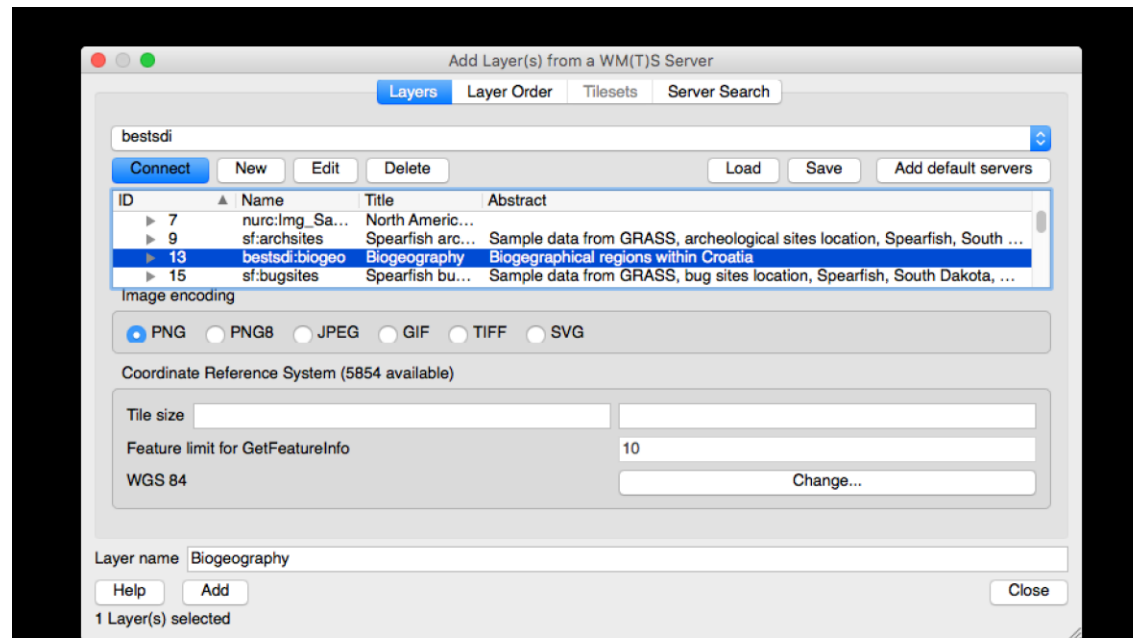 Add Layer(s) from a WM(T)S Server
Layers Layer Order Tilesets Server Search
bestsdi
Connect New Edit Delete Load Save Add default servers
ID Name Title Abstract
7 nurc:Img_Sa... North Americ...
9 sf:archsites Spearfish arc... Sample data from GRASS, archeological sites location, Spearfish, South ...
13 bestsdi:biogeo Biogeography Biogegraphical regions within Croatia
15 sf:bugsites Spearfish bu... Sample data from GRASS, bug sites location, Spearfish, South Dakota, ...
Image encoding
PNG PNG8 JPEG GIF TIFF SVG
Coordinate Reference System (5854 available)
Tile size
Feature limit for GetFeatureInfo 10
WGS 84 Change...
Layer name Biogeography
Help Add Close
1 Layer(s) selected